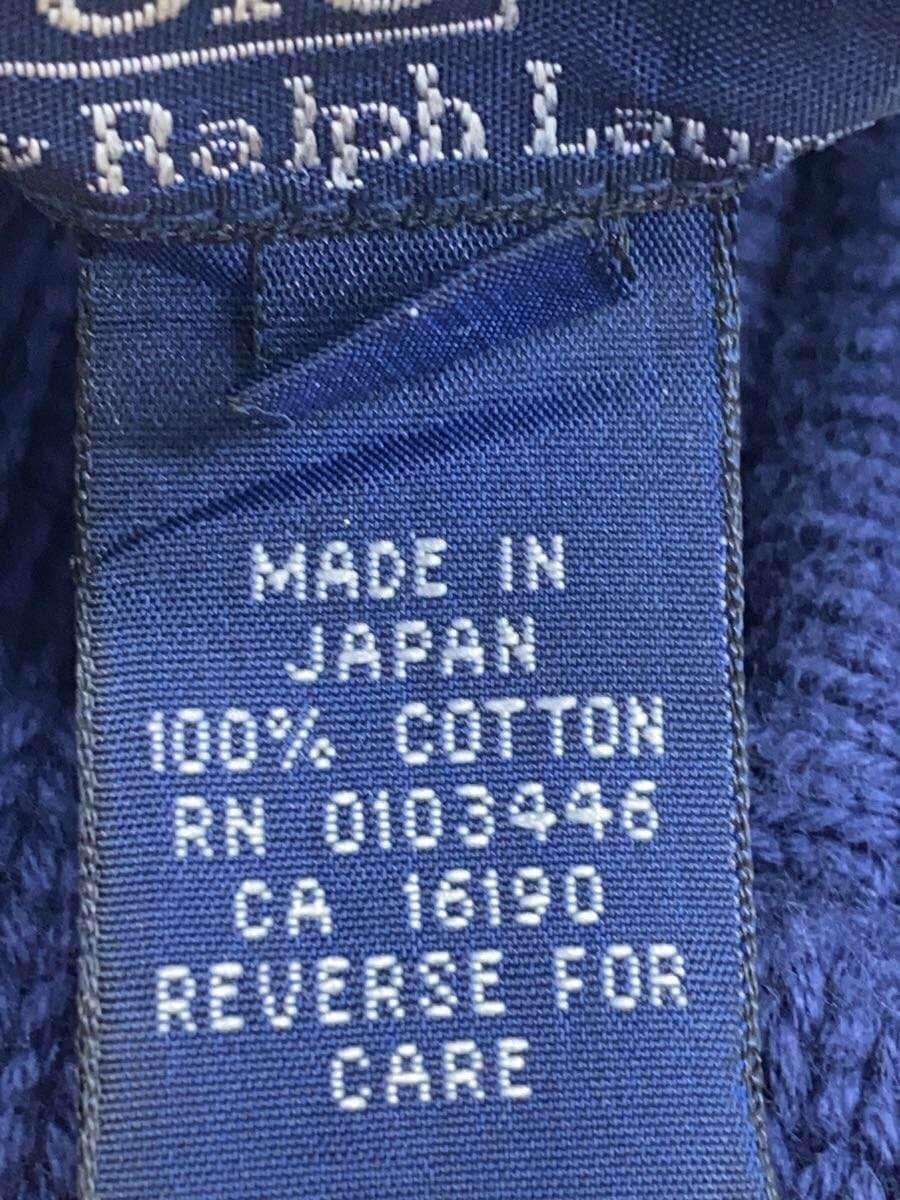 Ralph Lau
MADE IN
JAPAN
100% COTTON
RN 0103446
CA 16190
REVERSE FOR
CARE